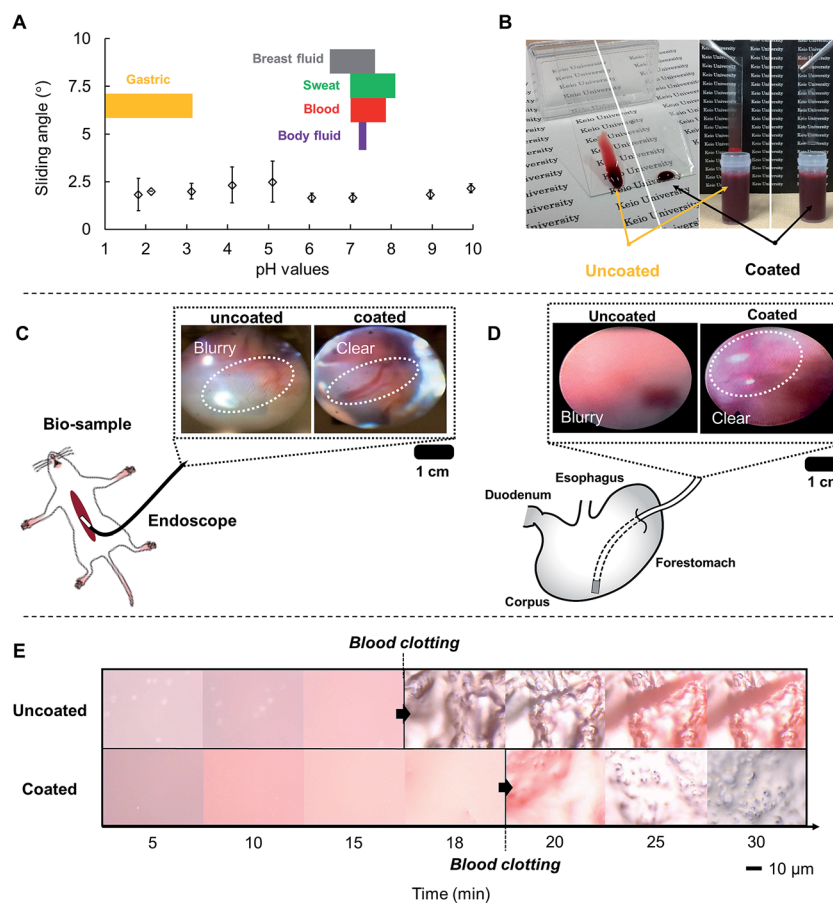 A
Sliding angle (°)
10
7.5
5
2.5
0
Gastric
Breast fluid
Sweat
Blood
Body fluid
1 2 3 4 5 6 7 8 9 10
pH values
B
Keio University
Uncoated
Coated
C
uncoated
coated
Blurry
Clear
1 cm
Bio-sample
Endoscope
D
Uncoated
Coated
Blurry
Clear
1 cm
Esophagus
Duodenum
Forestomach
Corpus
E
Blood clotting
Uncoated
Coated
5 10 15 18 20 25 30
Blood clotting
10 µm
Time (min)